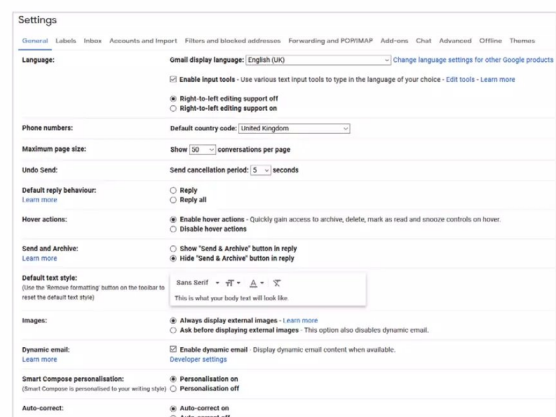 Settings
General Labels Inbox Accounts and Import Filters and blocked addresses Forwarding and POP/IMAP Add-ons Chat Advanced Offline Themes
Language: Gmail display language: English (UK) Change language settings for other Google products
Enable input tools - Use various text input tools to type in the language of your choice - Edit tools - Learn more
Right-to-left editing support off
Right-to-left editing support on
Phone numbers: Default country code: United Kingdom
Maximum page size: Show 50 conversations per page
Undo Send: Send cancellation period: 5 seconds
Default reply behaviour: Reply
Learn more Reply all
Hover actions: Enable hover actions - Quickly gain access to archive, delete, mark as read and snooze controls on hover.
Disable hover actions
Send and Archive: Show "Send & Archive" button in reply
Learn more Hide "Send & Archive" button in reply
Default text style: Sans Serif
(Use the 'Remove formatting' button on the toolbar to
reset the default text style) This is what your body text will look like
Images: Always display external images - Learn more
Ask before displaying external images - This option also disables dynamic email.
Dynamic email: Enable dynamic email - Display dynamic email content when available.
Learn more Developer settings
Smart Compose personalisation: Personalisation on
(Smart Compose is personalised to your writing style) Personalisation off
Auto-correct: Auto-correct on